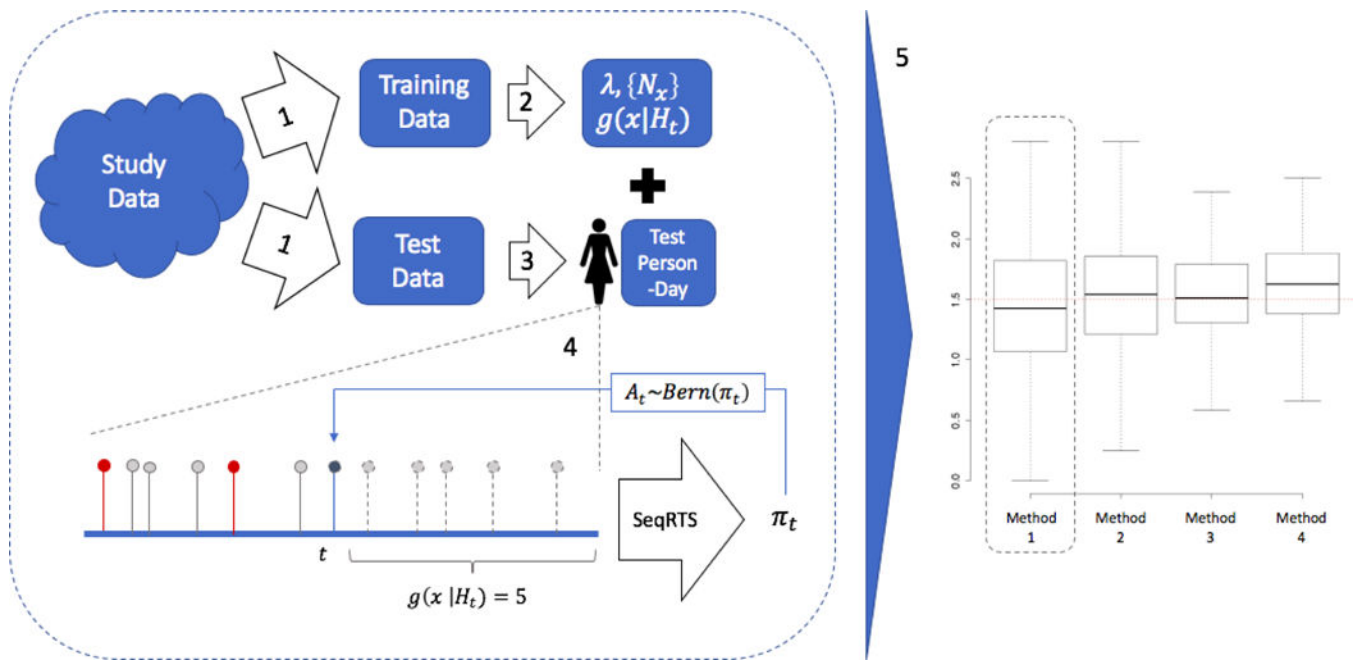 Study
Data
1
Training
Data
2
λ, {N_x}
g(x|H_t)
1
Test
Data
3
Test
Person
-Day
4
A_t~Bern(π_t)
t
g(x |H_t) = 5
SeqRTS
π_t
5
2.5
2.0
1.5
1.0
0.5
0.0
Method
1
Method
2
Method
3
Method
4